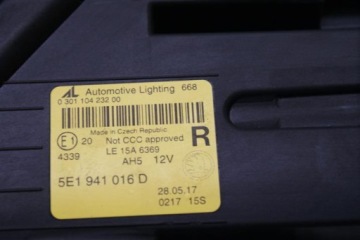 AL Automotive Lighting 668
0 301 104 232 00
Made in Czech Republic
E1 20 Not CCC approved R
4339 LE 15A 6369
AH5 12V
5E1 941 016 D
28.05.17
0217 15S